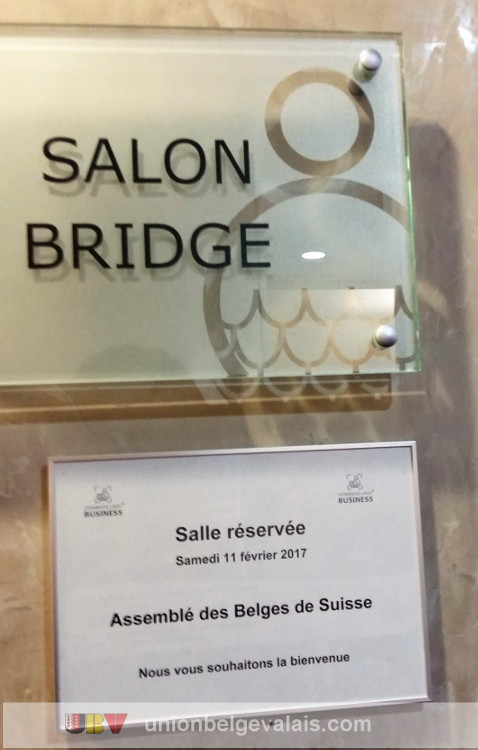 SALON
BRIDGE
BUSINESS
BUSINESS
Salle réservée
Samedi 11 février 2017
Assemblé des Belges de Suisse
Nous vous souhaitons la bienvenue
UBV unionbelgevalais.com